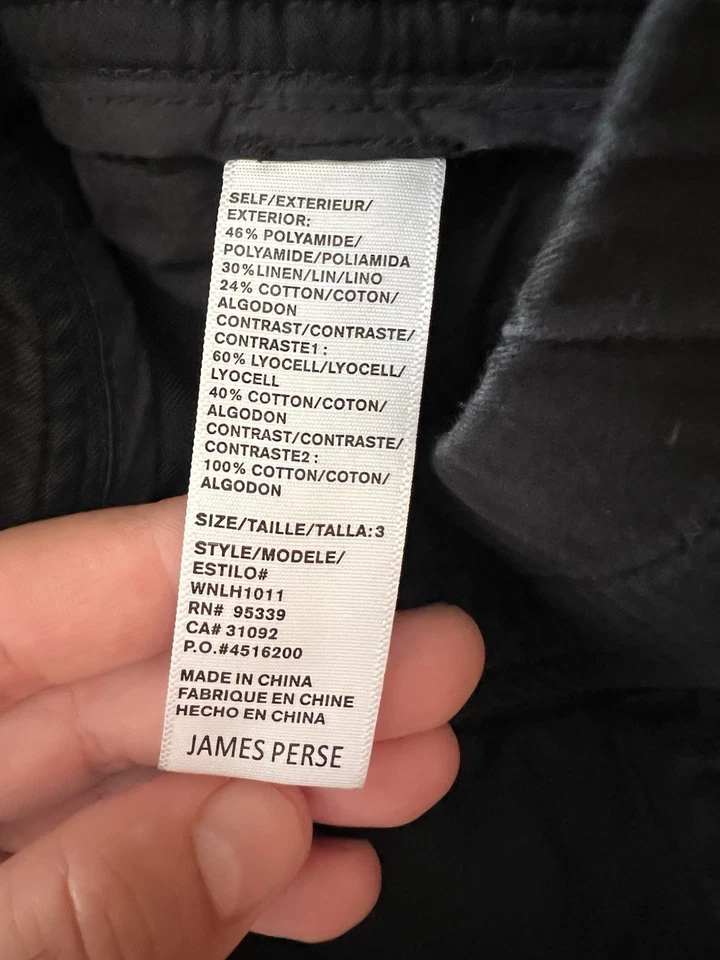 SELF/EXTERIEUR/
EXTERIOR:
46% POLYAMIDE/
POLYAMIDE/POLIAMIDA
30%LINEN/LIN/LINO
24% COTTON/COTON/
ALGODON
CONTRAST/CONTRASTE/
CONTRASTE1:
60% LYOCELL/LYOCELL/
LYOCELL
40% COTTON/COTON/
ALGODON
CONTRAST/CONTRASTE/
CONTRASTE2:
100% COTTON/COTON/
ALGODON
SIZE/TAILLE/TALLA:3
STYLE/MODELE/
ESTILO#
WNLH1011
RN# 95339
CA# 31092
P.O.#4516200
MADE IN CHINA
FABRIQUE EN CHINE
HECHO EN CHINA
JAMES PERSE